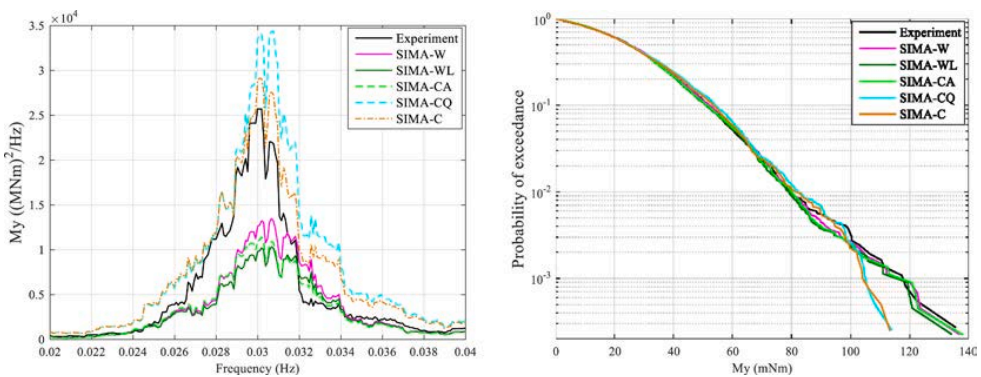 ×10⁴
3.5
3
2.5
2
1.5
1
0.5
0
0.02 0.022 0.024 0.026 0.028 0.03 0.032 0.034 0.036 0.038 0.04
Frequency (Hz)
My ((MNm)²/Hz)
Experiment
SIMA-W
SIMA-WL
SIMA-CA
SIMA-CQ
SIMA-C
10⁰
10⁻¹
10⁻²
10⁻³
0 20 40 60 80 100 120 140
My (mNm)
Probability of exceedance
Experiment
SIMA-W
SIMA-WL
SIMA-CA
SIMA-CQ
SIMA-C